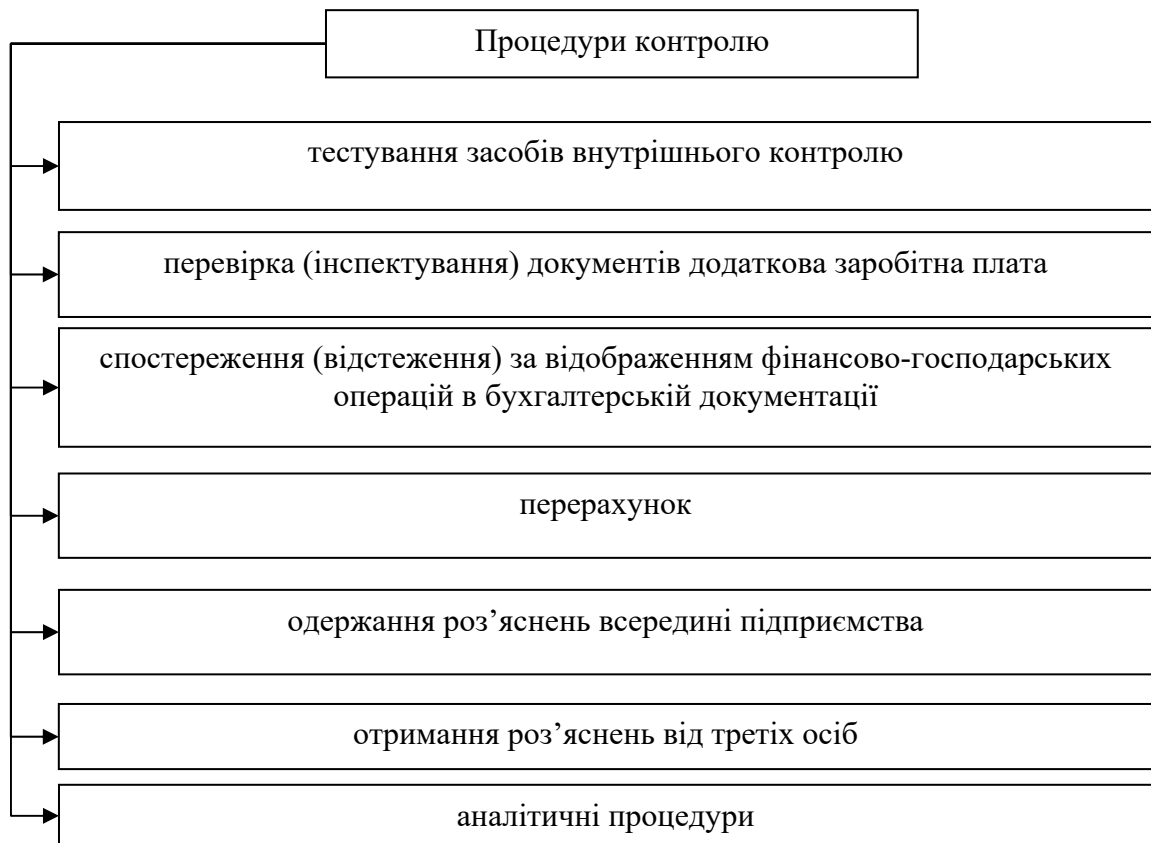 Процедури контролю
тестування засобів внутрішнього контролю
перевірка (інспектування) документів додаткова заробітна плата
спостереження (відстеження) за відображенням фінансово-господарських
операцій в бухгалтерській документації
перерахунок
одержання роз’яснень всередині підприємства
отримання роз’яснень від третіх осіб
аналітичні процедури